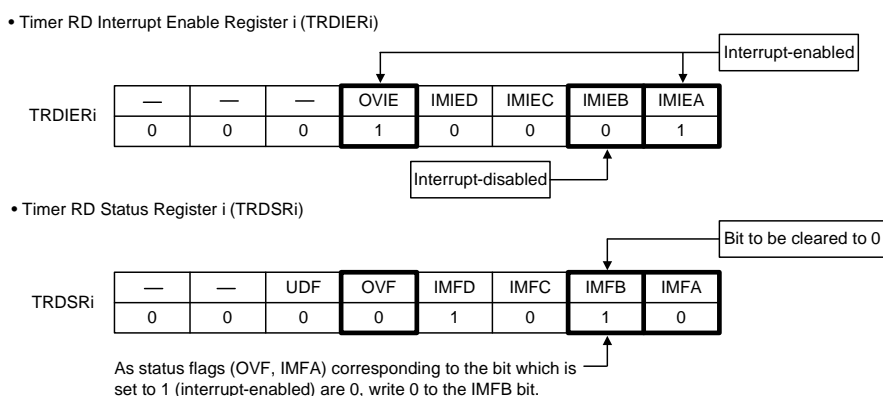 • Timer RD Interrupt Enable Register i (TRDIERi)
Interrupt-enabled
TRDIERi
— — — OVIE IMIED IMIEC IMIEB IMIEA
0 0 0 1 0 0 0 1
Interrupt-disabled
• Timer RD Status Register i (TRDSRi)
Bit to be cleared to 0
TRDSRi
— — UDF OVF IMFD IMFC IMFB IMFA
0 0 0 0 1 0 1 0
As status flags (OVF, IMFA) corresponding to the bit which is
set to 1 (interrupt-enabled) are 0, write 0 to the IMFB bit.